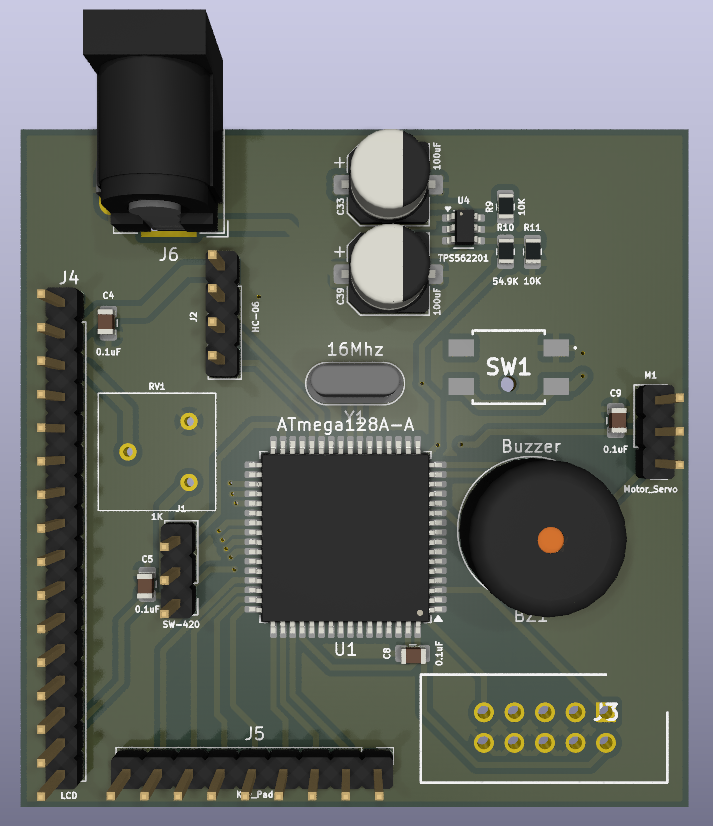 100uF
C33
U4
R9
10K
R10
R11
TPS562201
54.9K
10K
J6
J4
C4
0.1uF
J2
HC-06
C39
100uF
16Mhz
X1
SW1
M1
C9
0.1uF
Motor_Servo
RV1
ATmega128A-A
Buzzer
J1
1K
C5
0.1uF
SW-420
BZ1
U1
C8
0.1uF
J3
J5
LCD